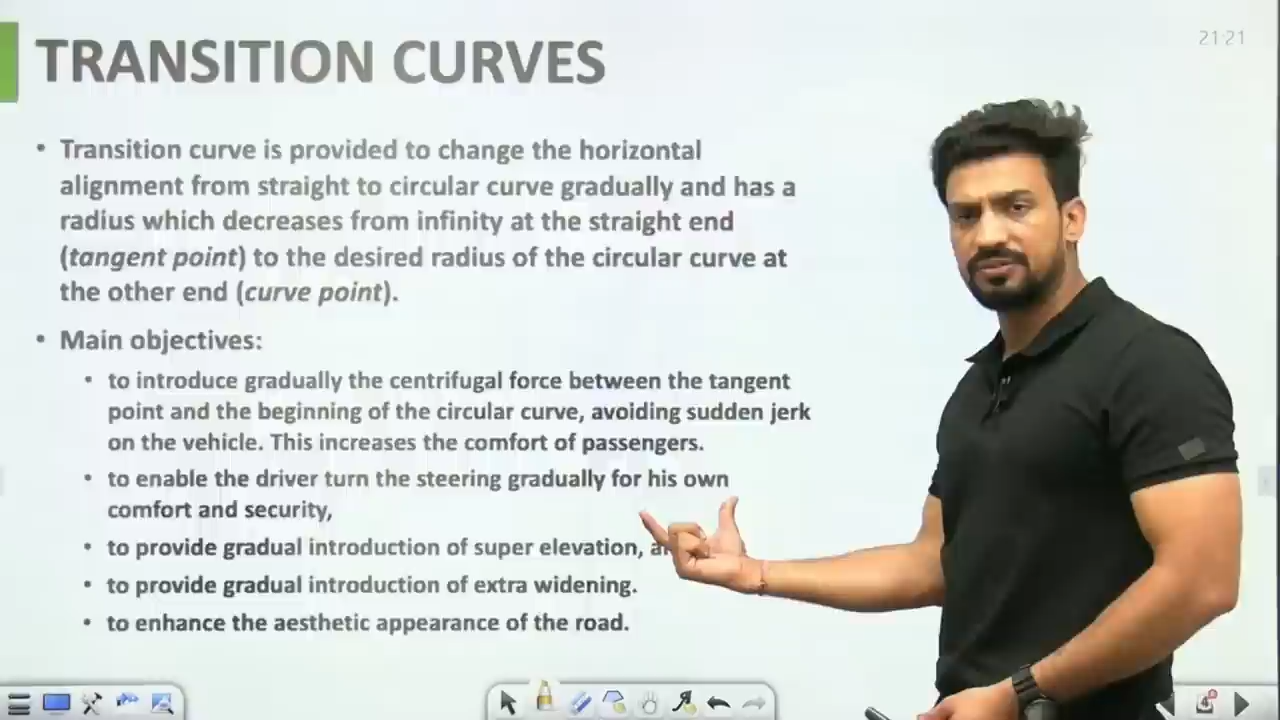 21:21
TRANSITION CURVES
• Transition curve is provided to change the horizontal
alignment from straight to circular curve gradually and has a
radius which decreases from infinity at the straight end
(tangent point) to the desired radius of the circular curve at
the other end (curve point).
• Main objectives:
• to introduce gradually the centrifugal force between the tangent
point and the beginning of the circular curve, avoiding sudden jerk
on the vehicle. This increases the comfort of passengers.
• to enable the driver turn the steering gradually for his own
comfort and security,
• to provide gradual introduction of super elevation,
• to provide gradual introduction of extra widening.
• to enhance the aesthetic appearance of the road.